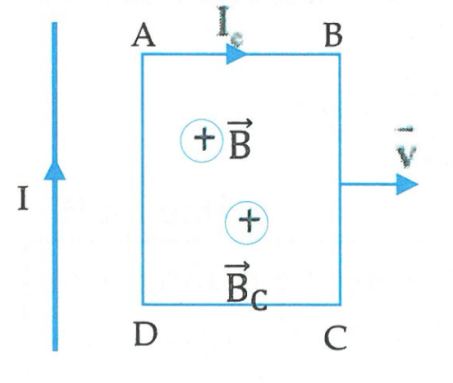 A I_c B
+ B⃗
v⃗
I
+
B⃗_C
D C